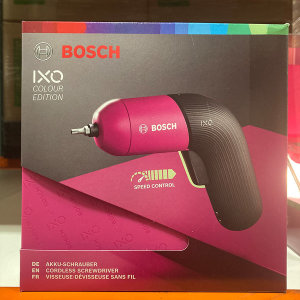 BOSCH
IXO
COLOUR
EDITION
BOSCH
IXO
SPEED CONTROL
DE AKKU-SCHRAUBER
EN CORDLESS SCREWDRIVER
FR VISSEUSE-DÉVISSEUSE SANS FIL